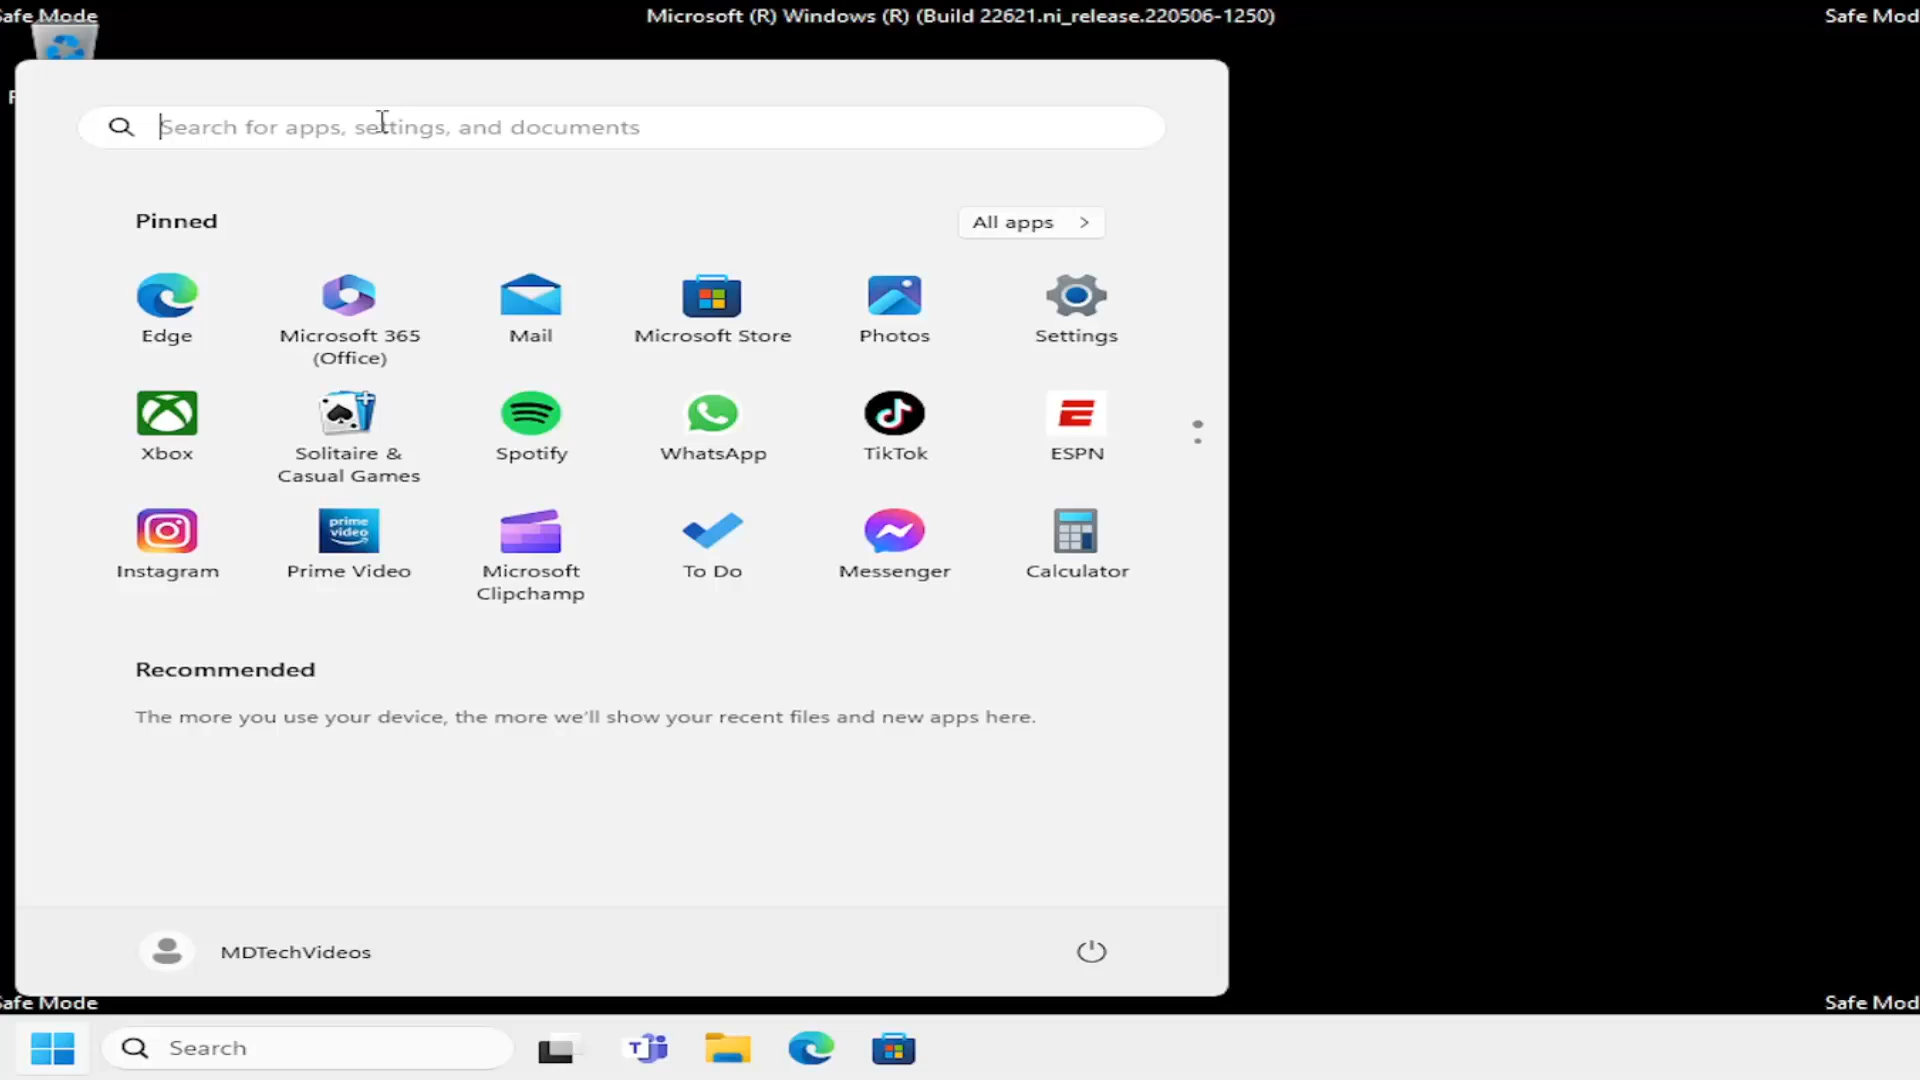 Safe Mode
Microsoft (R) Windows (R) (Build 22621.ni_release.220506-1250)
Safe Mod
Search for apps, settings, and documents
Pinned
All apps >
Edge
Microsoft 365
(Office)
Mail
Microsoft Store
Photos
Settings
Xbox
Solitaire &
Casual Games
Spotify
WhatsApp
TikTok
ESPN
Instagram
prime
video
Prime Video
Microsoft
Clipchamp
To Do
Messenger
Calculator
Recommended
The more you use your device, the more we'll show your recent files and new apps here.
MDTechVideos
Safe Mode
Safe Mod
Search